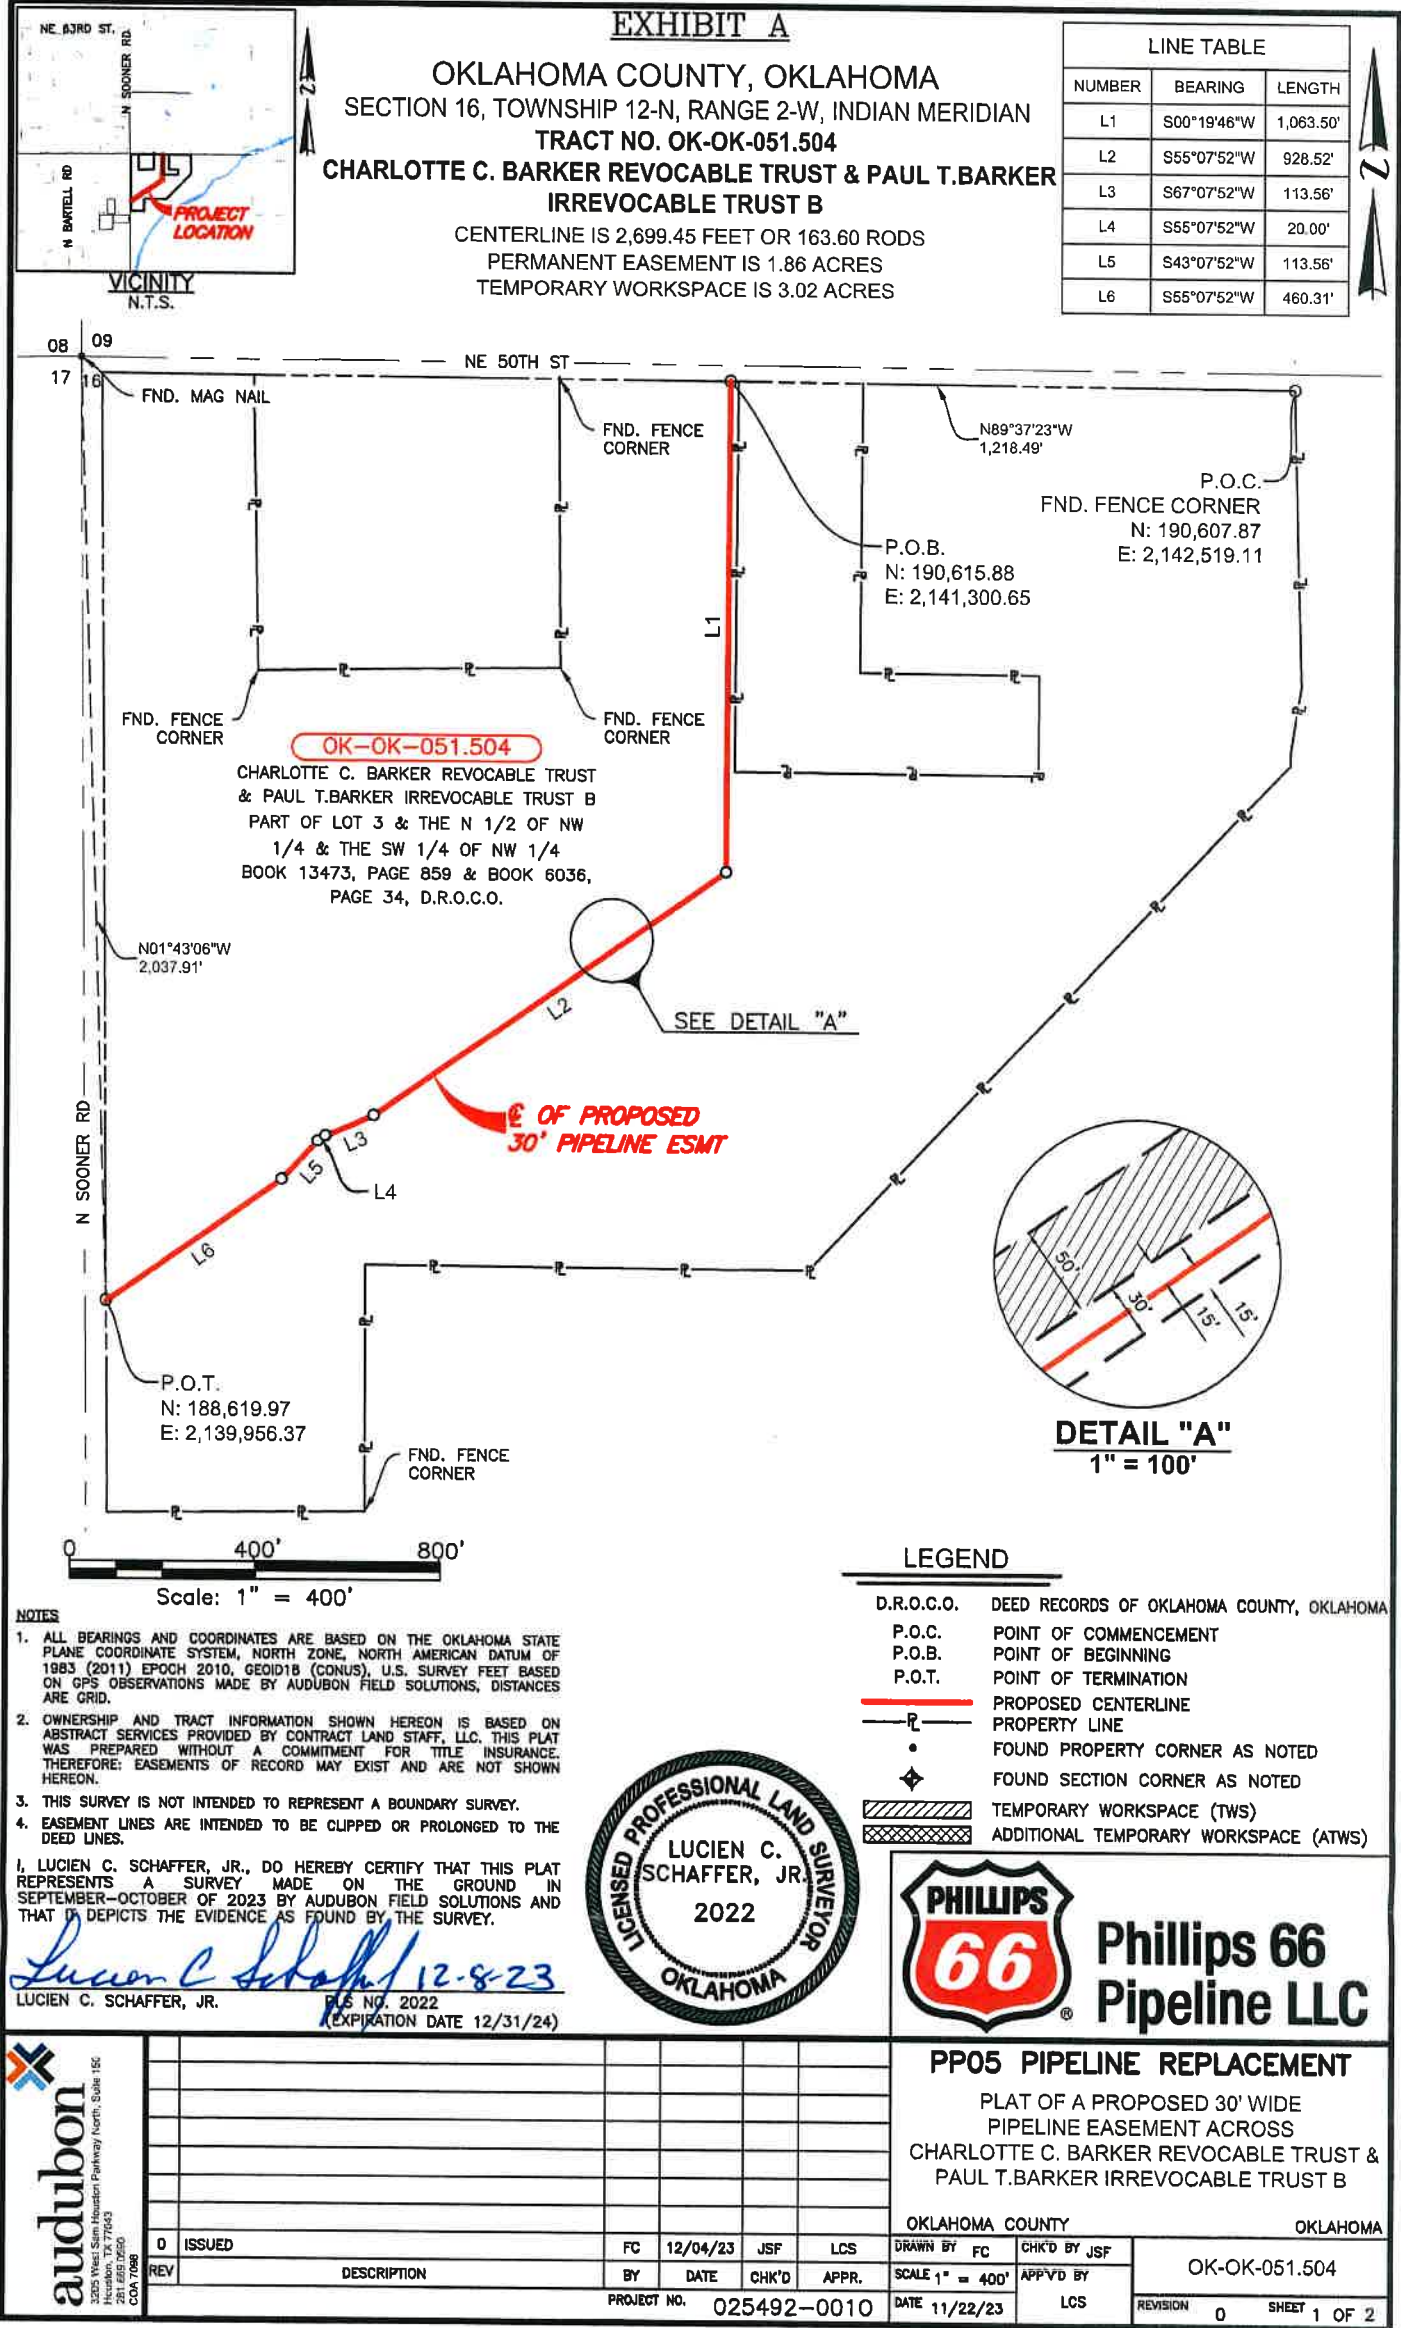 EXHIBIT A
OKLAHOMA COUNTY, OKLAHOMA
SECTION 16, TOWNSHIP 12-N, RANGE 2-W, INDIAN MERIDIAN
TRACT NO. OK-OK-051.504
CHARLOTTE C. BARKER REVOCABLE TRUST & PAUL T.BARKER
IRREVOCABLE TRUST B
CENTERLINE IS 2,699.45 FEET OR 163.60 RODS
PERMANENT EASEMENT IS 1.86 ACRES
TEMPORARY WORKSPACE IS 3.02 ACRES
NE 63RD ST.
N SOONER RD
N BARTELL RD
PROJECT
LOCATION
VICINITY
N.T.S.
N
LINE TABLE
NUMBER BEARING LENGTH
L1 S00°19'46"W 1,063.50'
L2 S55°07'52"W 928.52'
L3 S67°07'52"W 113.56'
L4 S55°07'52"W 20.00'
L5 S43°07'52"W 113.56'
L6 S55°07'52"W 460.31'
N
08 09
17 16
NE 50TH ST
FND. MAG NAIL
FND. FENCE
CORNER
N89°37'23"W
1,218.49'
P.O.C.
FND. FENCE CORNER
N: 190,607.87
E: 2,142,519.11
P.O.B.
N: 190,615.88
E: 2,141,300.65
L1
FND. FENCE
CORNER
FND. FENCE
CORNER
OK-OK-051.504
CHARLOTTE C. BARKER REVOCABLE TRUST
& PAUL T.BARKER IRREVOCABLE TRUST B
PART OF LOT 3 & THE N 1/2 OF NW
1/4 & THE SW 1/4 OF NW 1/4
BOOK 13473, PAGE 859 & BOOK 6036,
PAGE 34, D.R.O.C.O.
N01°43'06"W
2,037.91'
L2
SEE DETAIL "A"
℄ OF PROPOSED
30' PIPELINE ESMT
N SOONER RD
L3
L5
L4
L6
P.O.T.
N: 188,619.97
E: 2,139,956.37
FND. FENCE
CORNER
50'
30'
15'
15'
DETAIL "A"
1" = 100'
0 400' 800'
Scale: 1" = 400'
LEGEND
D.R.O.C.O. DEED RECORDS OF OKLAHOMA COUNTY, OKLAHOMA
P.O.C. POINT OF COMMENCEMENT
P.O.B. POINT OF BEGINNING
P.O.T. POINT OF TERMINATION
PROPOSED CENTERLINE
PL PROPERTY LINE
FOUND PROPERTY CORNER AS NOTED
FOUND SECTION CORNER AS NOTED
TEMPORARY WORKSPACE (TWS)
ADDITIONAL TEMPORARY WORKSPACE (ATWS)
NOTES
1. ALL BEARINGS AND COORDINATES ARE BASED ON THE OKLAHOMA STATE
PLANE COORDINATE SYSTEM, NORTH ZONE, NORTH AMERICAN DATUM OF
1983 (2011) EPOCH 2010, GEOID18 (CONUS), U.S. SURVEY FEET BASED
ON GPS OBSERVATIONS MADE BY AUDUBON FIELD SOLUTIONS, DISTANCES
ARE GRID.
2. OWNERSHIP AND TRACT INFORMATION SHOWN HEREON IS BASED ON
ABSTRACT SERVICES PROVIDED BY CONTRACT LAND STAFF, LLC. THIS PLAT
WAS PREPARED WITHOUT A COMMITMENT FOR TITLE INSURANCE.
THEREFORE: EASEMENTS OF RECORD MAY EXIST AND ARE NOT SHOWN
HEREON.
3. THIS SURVEY IS NOT INTENDED TO REPRESENT A BOUNDARY SURVEY.
4. EASEMENT LINES ARE INTENDED TO BE CLIPPED OR PROLONGED TO THE
DEED LINES.
I, LUCIEN C. SCHAFFER, JR., DO HEREBY CERTIFY THAT THIS PLAT
REPRESENTS A SURVEY MADE ON THE GROUND IN
SEPTEMBER-OCTOBER OF 2023 BY AUDUBON FIELD SOLUTIONS AND
THAT IT DEPICTS THE EVIDENCE AS FOUND BY THE SURVEY.
Lucien C Schaffer 12-8-23
LUCIEN C. SCHAFFER, JR. PLS NO. 2022
(EXPIRATION DATE 12/31/24)
LICENSED PROFESSIONAL LAND SURVEYOR
LUCIEN C.
SCHAFFER, JR.
2022
OKLAHOMA
PHILLIPS
66
®
Phillips 66
Pipeline LLC
audubon
3205 West Sam Houston Parkway North, Suite 150
Houston, TX 77043
281.669.0590
COA 7098
PP05 PIPELINE REPLACEMENT
PLAT OF A PROPOSED 30' WIDE
PIPELINE EASEMENT ACROSS
CHARLOTTE C. BARKER REVOCABLE TRUST &
PAUL T.BARKER IRREVOCABLE TRUST B
OKLAHOMA COUNTY OKLAHOMA
0 ISSUED FC 12/04/23 JSF LCS
REV DESCRIPTION BY DATE CHK'D APPR.
PROJECT NO. 025492-0010
DRAWN BY FC CHK'D BY JSF
SCALE 1" = 400' APPV'D BY
DATE 11/22/23 LCS
OK-OK-051.504
REVISION 0 SHEET 1 OF 2